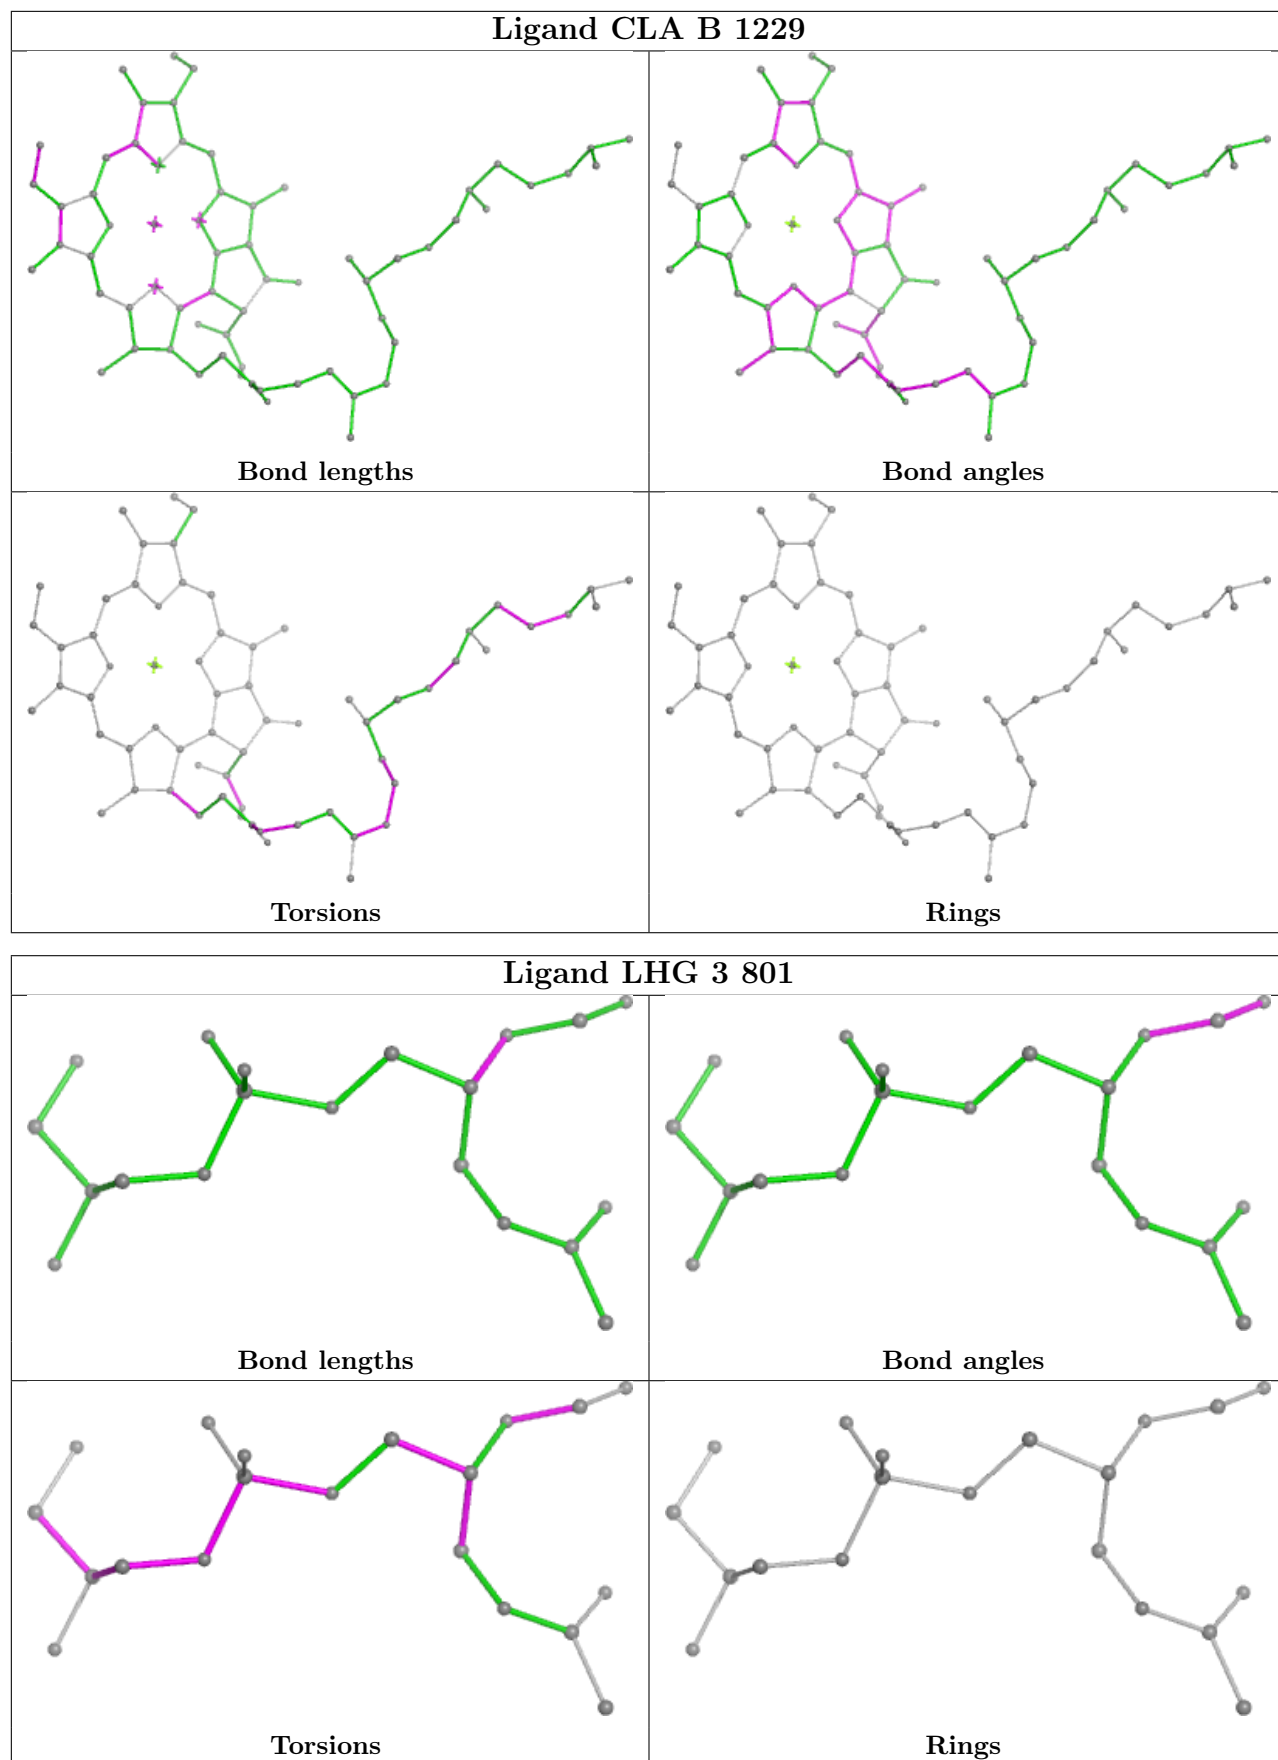 Ligand CLA B 1229
Bond lengths
Bond angles
Torsions
Rings
Ligand LHG 3 801
Bond lengths
Bond angles
Torsions
Rings